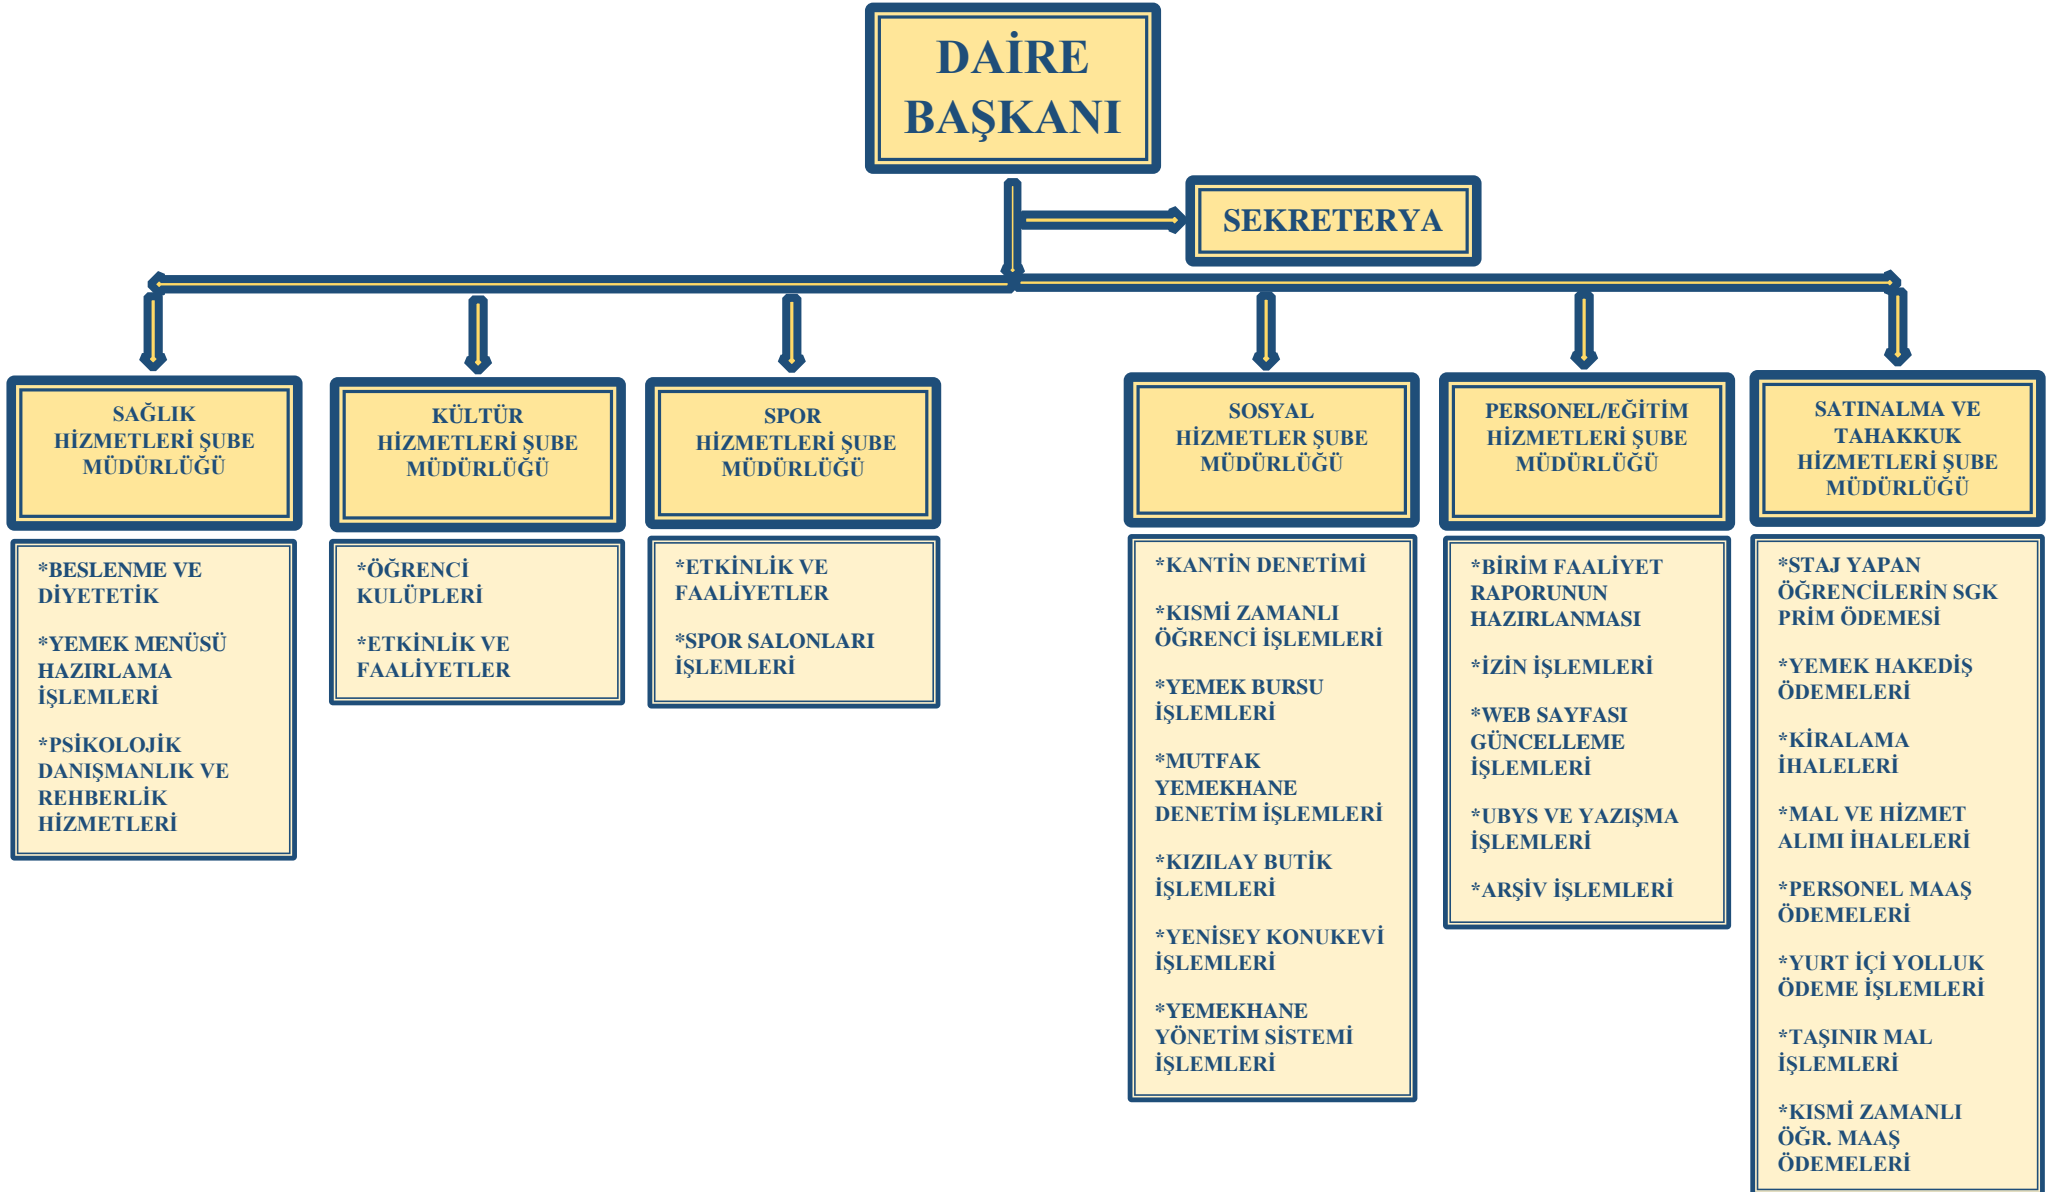 DAİRE
BAŞKANI
SEKRETERYA
SAĞLIK
HİZMETLERİ ŞUBE
MÜDÜRLÜĞÜ
*BESLENME VE
DİYETETİK
*YEMEK MENÜSÜ
HAZIRLAMA
İŞLEMLERİ
*PSİKOLOJİK
DANIŞMANLIK VE
REHBERLİK
HİZMETLERİ
KÜLTÜR
HİZMETLERİ ŞUBE
MÜDÜRLÜĞÜ
*ÖĞRENCİ
KULÜPLERİ
*ETKİNLİK VE
FAALİYETLER
SPOR
HİZMETLERİ ŞUBE
MÜDÜRLÜĞÜ
*ETKİNLİK VE
FAALİYETLER
*SPOR SALONLARI
İŞLEMLERİ
SOSYAL
HİZMETLER ŞUBE
MÜDÜRLÜĞÜ
*KANTİN DENETİMİ
*KISMİ ZAMANLI
ÖĞRENCİ İŞLEMLERİ
*YEMEK BURSU
İŞLEMLERİ
*MUTFAK
YEMEKHANE
DENETİM İŞLEMLERİ
*KIZILAY BUTİK
İŞLEMLERİ
*YENİSEY KONUKEVİ
İŞLEMLERİ
*YEMEKHANE
YÖNETİM SİSTEMİ
İŞLEMLERİ
PERSONEL/EĞİTİM
HİZMETLERİ ŞUBE
MÜDÜRLÜĞÜ
*BİRİM FAALİYET
RAPORUNUN
HAZIRLANMASI
*İZİN İŞLEMLERİ
*WEB SAYFASI
GÜNCELLEME
İŞLEMLERİ
*UBYS VE YAZIŞMA
İŞLEMLERİ
*ARŞİV İŞLEMLERİ
SATINALMA VE
TAHAKKUK
HİZMETLERİ ŞUBE
MÜDÜRLÜĞÜ
*STAJ YAPAN
ÖĞRENCİLERİN SGK
PRİM ÖDEMESİ
*YEMEK HAKEDİŞ
ÖDEMELERİ
*KİRALAMA
İHALELERİ
*MAL VE HİZMET
ALIMI İHALELERİ
*PERSONEL MAAŞ
ÖDEMELERİ
*YURT İÇİ YOLLUK
ÖDEME İŞLEMLERİ
*TAŞINIR MAL
İŞLEMLERİ
*KISMİ ZAMANLI
ÖĞR. MAAŞ
ÖDEMELERİ